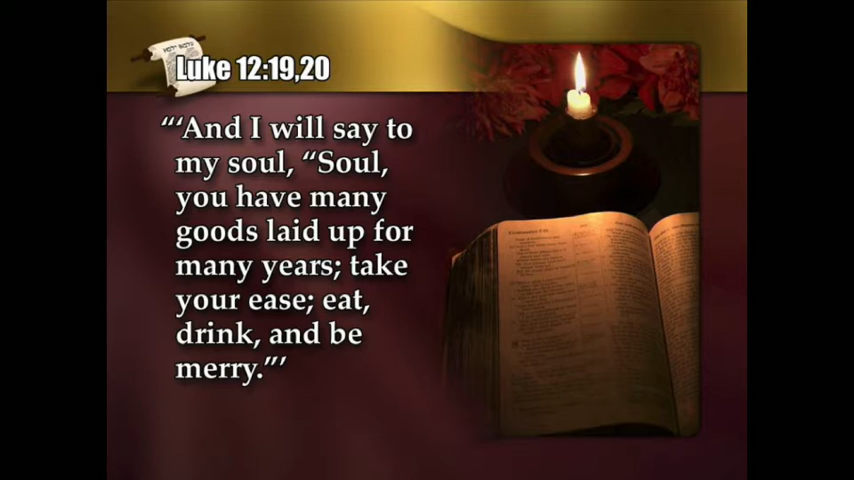 Luke 12:19,20
“‘And I will say to
my soul, “Soul,
you have many
goods laid up for
many years; take
your ease; eat,
drink, and be
merry.”’